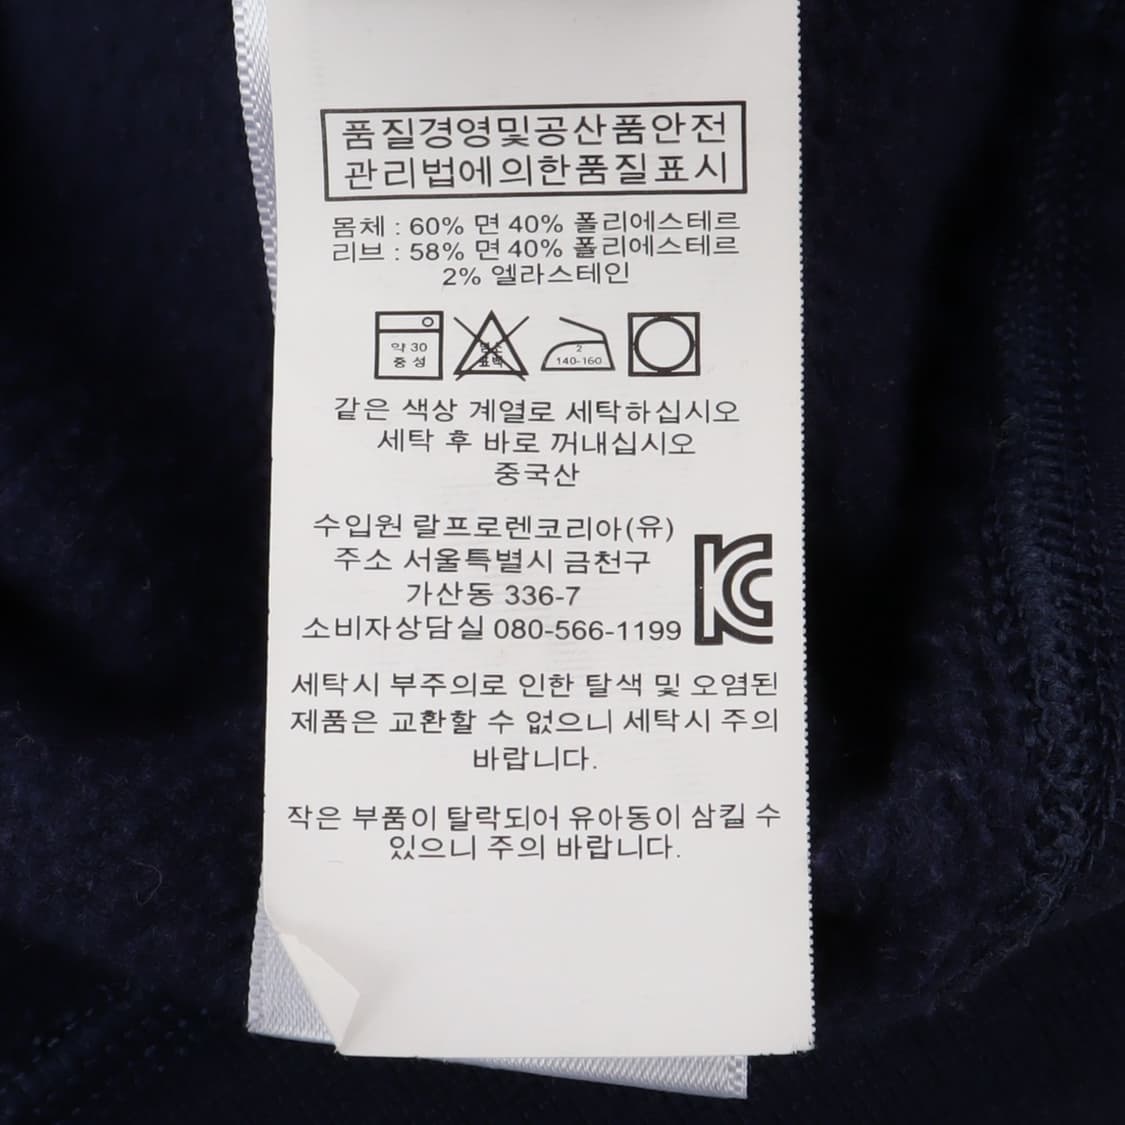 품질경영및공산품안전
관리법에의한품질표시
몸체 : 60% 면 40% 폴리에스테르
리브 : 58% 면 40% 폴리에스테르
2% 엘라스테인
약 30
중 성
염소
표백
2
140-160
같은 색상 계열로 세탁하십시오
세탁 후 바로 꺼내십시오
중국산
수입원 랄프로렌코리아(유)
주소 서울특별시 금천구
가산동 336-7
소비자상담실 080-566-1199
KC
세탁시 부주의로 인한 탈색 및 오염된
제품은 교환할 수 없으니 세탁시 주의
바랍니다.
작은 부품이 탈락되어 유아동이 삼킬 수
있으니 주의 바랍니다.